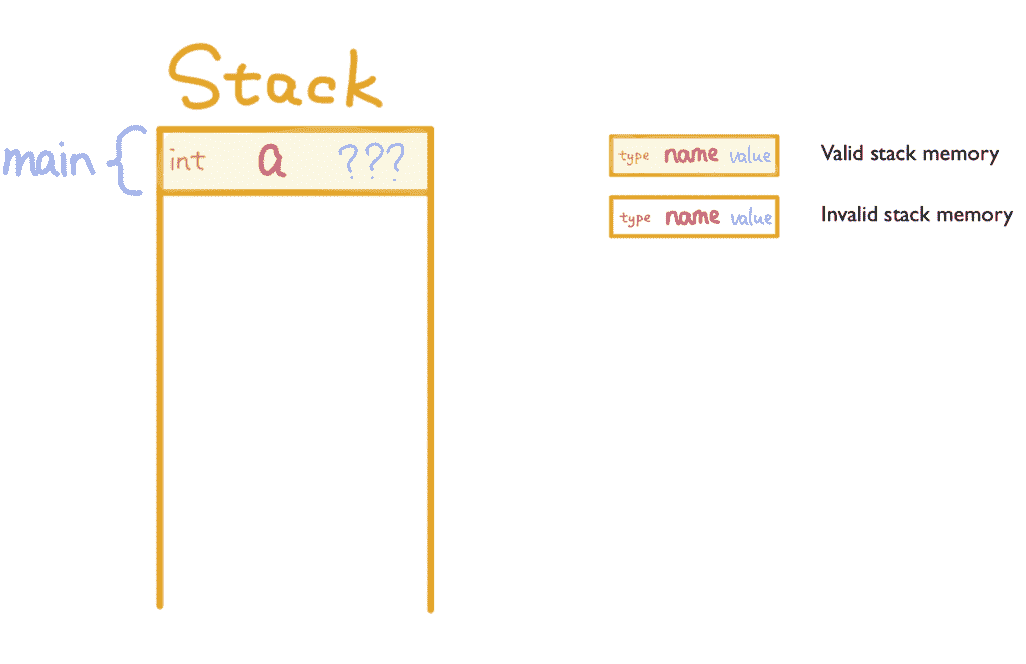 Stack
main { int a ???
type name value Valid stack memory
type name value Invalid stack memory